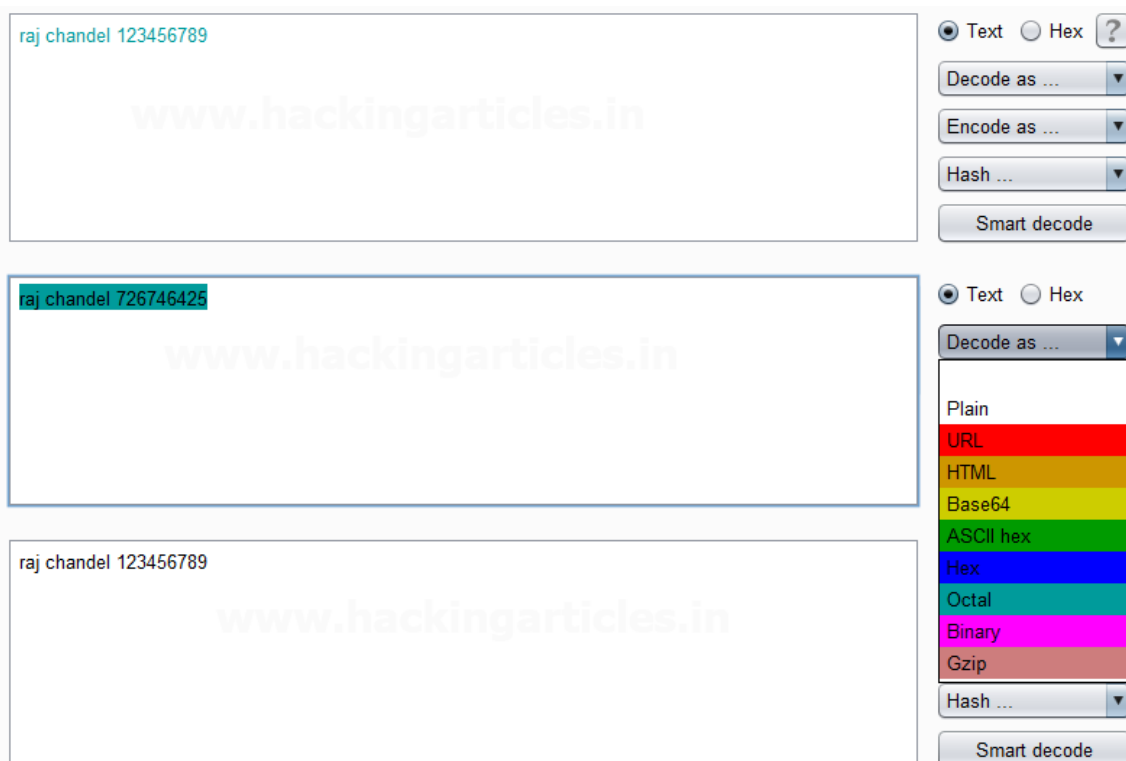 raj chandel 123456789
Text Hex ?
Decode as ...
www.hackingarticles.in
Encode as ...
Hash ...
Smart decode
raj chandel 726746425
Text Hex
Decode as ...
www.hackingarticles.in
Plain
URL
HTML
Base64
ASCII hex
Hex
Octal
Binary
Gzip
raj chandel 123456789
www.hackingarticles.in
Hash ...
Smart decode